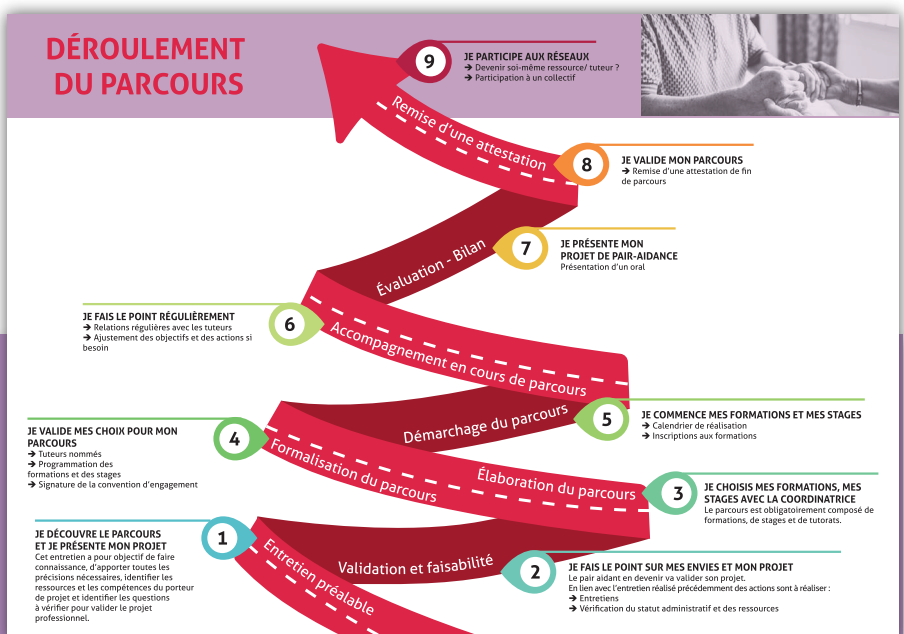 DÉROULEMENT
DU PARCOURS
9
JE PARTICIPE AUX RÉSEAUX
➔ Devenir soi-même ressource/ tuteur ?
➔ Participation à un collectif
Remise d'une attestation
8
JE VALIDE MON PARCOURS
➔ Remise d'une attestation de fin
de parcours
7
JE PRÉSENTE MON
PROJET DE PAIR-AIDANCE
Présentation d'un oral
Évaluation - Bilan
6
JE FAIS LE POINT RÉGULIÈREMENT
➔ Relations régulières avec les tuteurs
➔ Ajustement des objectifs et des actions si
besoin
Accompagnement en cours de parcours
5
JE COMMENCE MES FORMATIONS ET MES STAGES
➔ Calendrier de réalisation
➔ Inscriptions aux formations
Démarchage du parcours
4
JE VALIDE MES CHOIX POUR MON
PARCOURS
➔ Tuteurs nommés
➔ Programmation des
formations et des stages
➔ Signature de la convention d'engagement
Formalisation du parcours
Élaboration du parcours
3
JE CHOISIS MES FORMATIONS, MES
STAGES AVEC LA COORDINATRICE
Le parcours est obligatoirement composé de
formations, de stages et de tutorats.
1
JE DÉCOUVRE LE PARCOURS
ET JE PRÉSENTE MON PROJET
Cet entretien a pour objectif de faire
connaissance, d'apporter toutes les
précisions nécessaires, identifier les
ressources et les compétences du porteur
de projet et identifier les questions
à vérifier pour valider le projet
professionnel.
Entretien préalable
Validation et faisabilité
2
JE FAIS LE POINT SUR MES ENVIES ET MON PROJET
Le pair aidant en devenir va valider son projet.
En lien avec l'entretien réalisé précédemment des actions sont à réaliser :
➔ Entretiens
➔ Vérification du statut administratif et des ressources